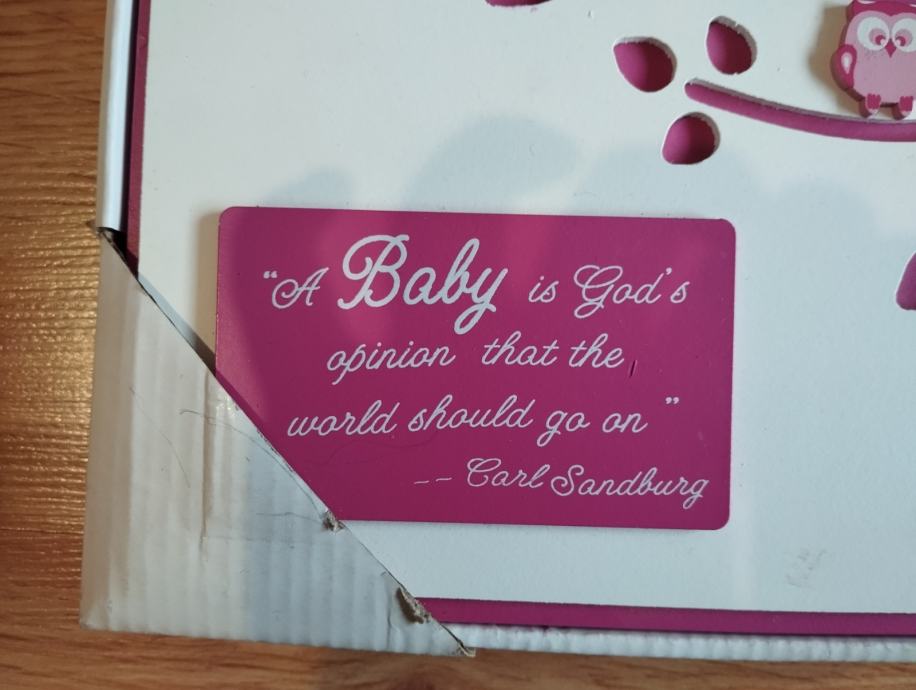 “A Baby is God's
opinion that the
world should go on ”
-- Carl Sandburg